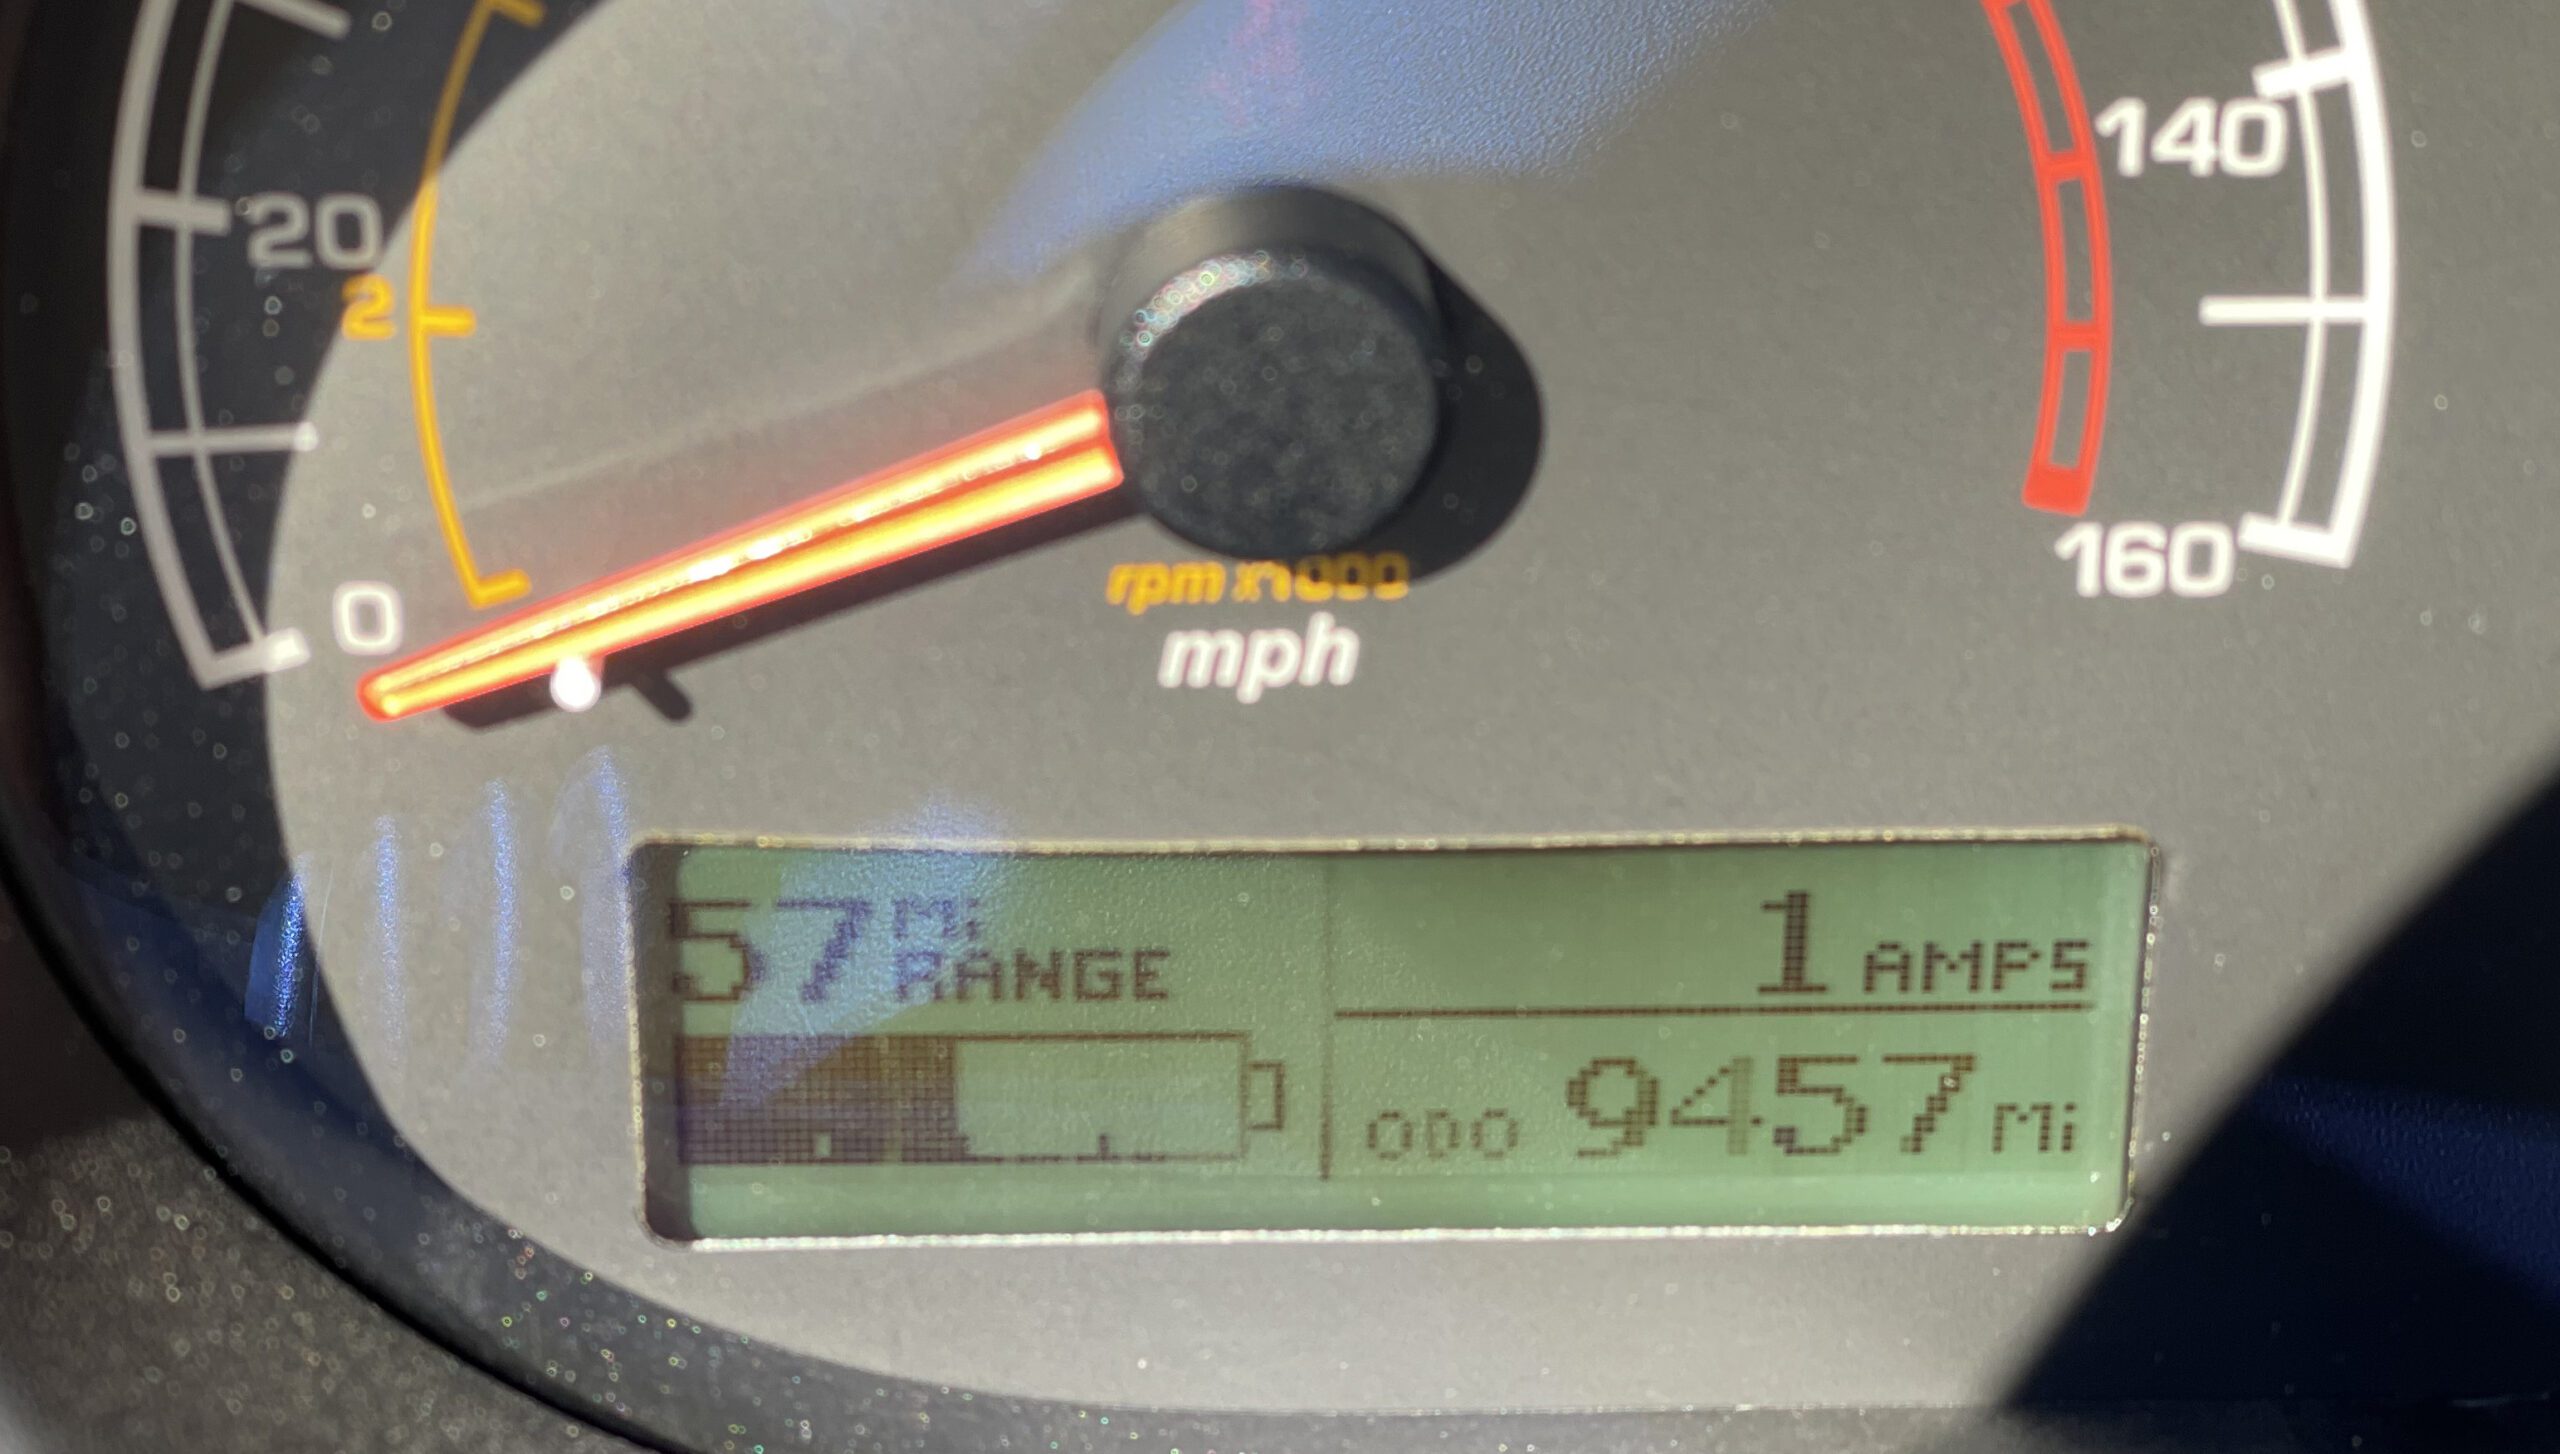 20
2
0
140
160
rpm x1000
mph
57 Mi RANGE
1 AMPS
ODO 9457 Mi